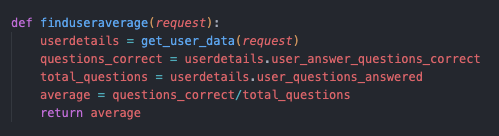 def finduseraverage(request):
    userdetails = get_user_data(request)
    questions_correct = userdetails.user_answer_questions_correct
    total_questions = userdetails.user_questions_answered
    average = questions_correct/total_questions
    return average